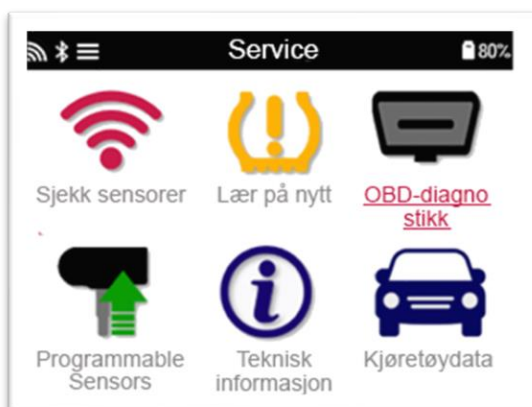 Service
80%
Sjekk sensorer
Lær på nytt
OBD-diagno
stikk
Programmable
Sensors
Teknisk
informasjon
Kjøretøydata